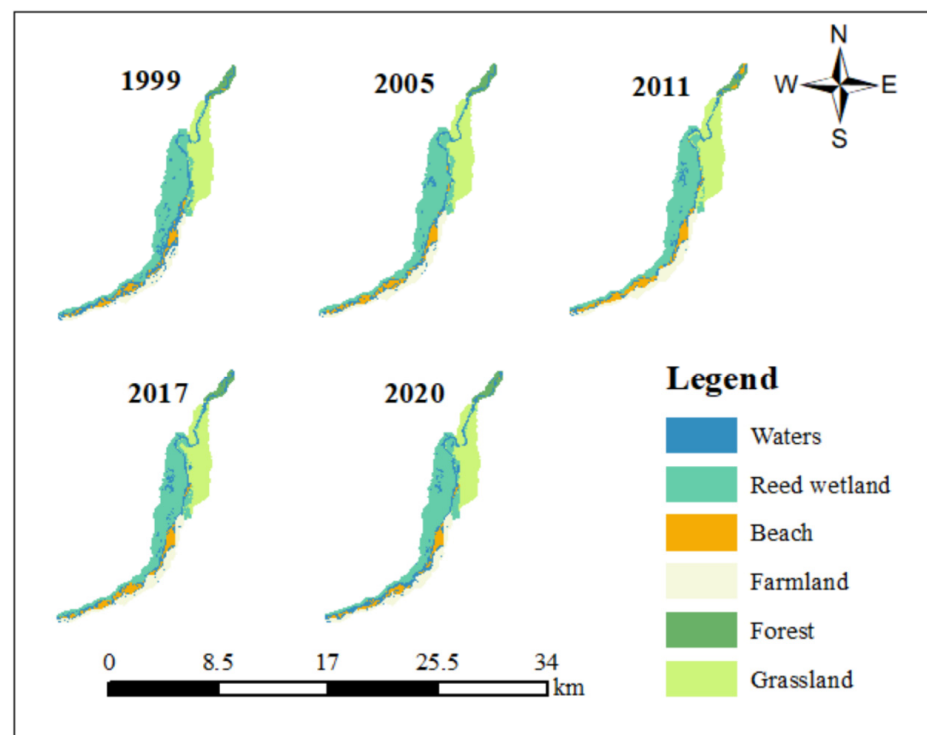 1999
2005
2011
N
W E
S
2017
2020
Legend
Waters
Reed wetland
Beach
Farmland
Forest
Grassland
0 8.5 17 25.5 34
km